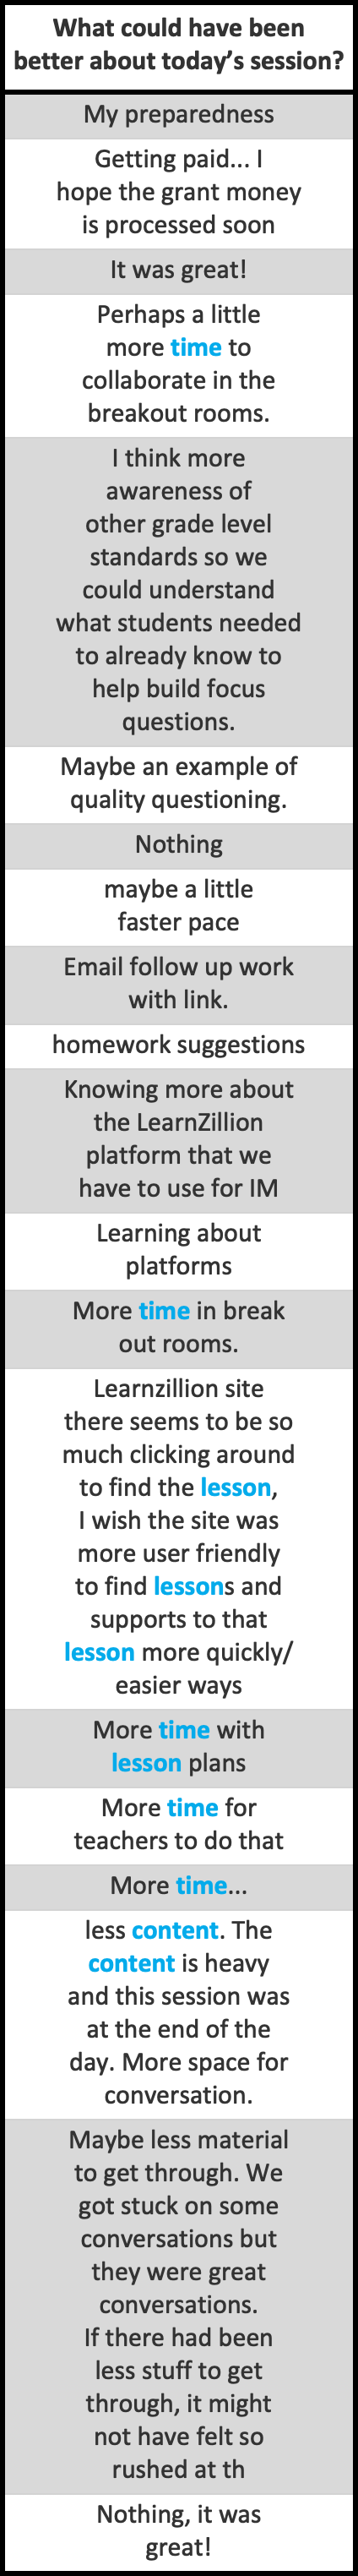 What could have been
better about today's session?
My preparedness
Getting paid... I
hope the grant money
is processed soon
It was great!
Perhaps a little
more time to
collaborate in the
breakout rooms.
I think more
awareness of
other grade level
standards so we
could understand
what students needed
to already know to
help build focus
questions.
Maybe an example of
quality questioning.
Nothing
maybe a little
faster pace
Email follow up work
with link.
homework suggestions
Knowing more about
the LearnZillion
platform that we
have to use for IM
Learning about
platforms
More time in break
out rooms.
Learnzillion site
there seems to be so
much clicking around
to find the lesson,
I wish the site was
more user friendly
to find lessons and
supports to that
lesson more quickly/
easier ways
More time with
lesson plans
More time for
teachers to do that
More time...
less content. The
content is heavy
and this session was
at the end of the
day. More space for
conversation.
Maybe less material
to get through. We
got stuck on some
conversations but
they were great
conversations.
If there had been
less stuff to get
through, it might
not have felt so
rushed at th
Nothing, it was
great!